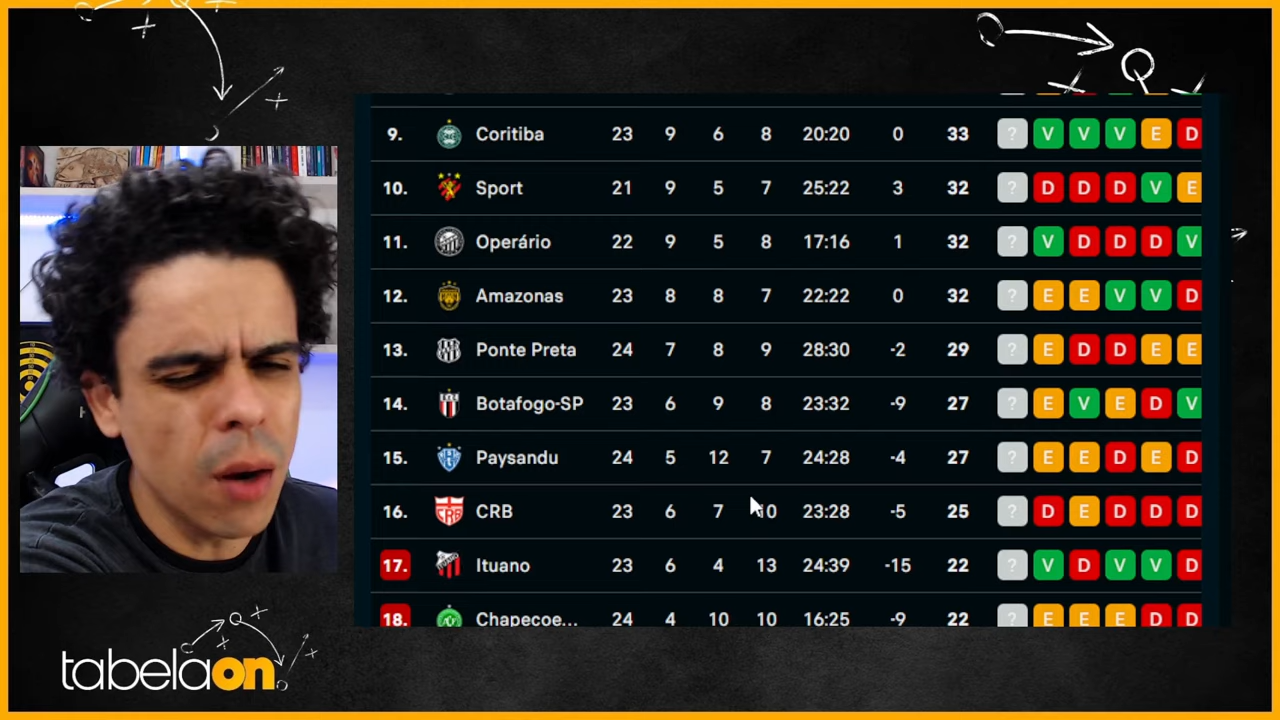 9. Coritiba 23 9 6 8 20:20 0 33 ? V V V E D
10. Sport 21 9 5 7 25:22 3 32 ? D D D V E
11. Operário 22 9 5 8 17:16 1 32 ? V D D D V
12. Amazonas 23 8 8 7 22:22 0 32 ? E E V V D
13. Ponte Preta 24 7 8 9 28:30 -2 29 ? E D D E E
14. Botafogo-SP 23 6 9 8 23:32 -9 27 ? E V E D V
15. Paysandu 24 5 12 7 24:28 -4 27 ? E E D E D
16. CRB 23 6 7 10 23:28 -5 25 ? D E D D D
17. Ituano 23 6 4 13 24:39 -15 22 ? V D V V D
18. Chapecoe... 24 4 10 10 16:25 -9 22 ? E E E D D
tabelaon